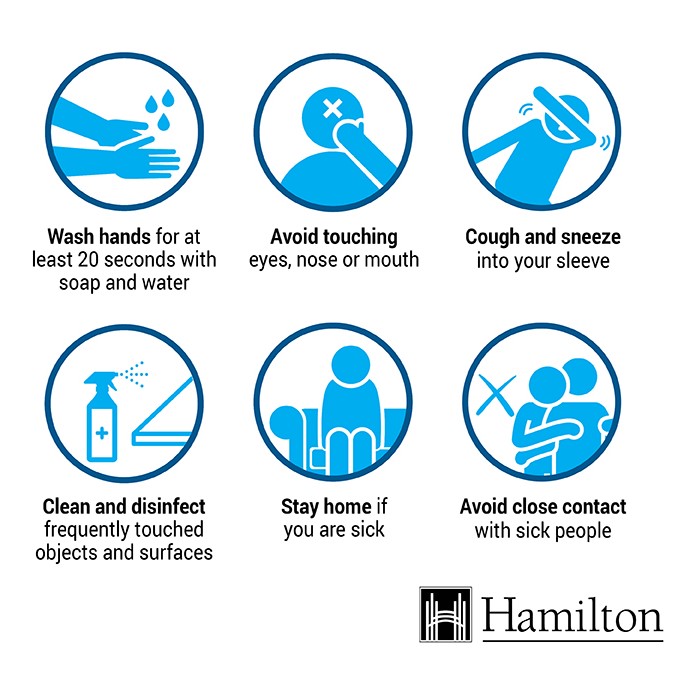 Wash hands for at
least 20 seconds with
soap and water
Avoid touching
eyes, nose or mouth
Cough and sneeze
into your sleeve
Clean and disinfect
frequently touched
objects and surfaces
Stay home if
you are sick
Avoid close contact
with sick people
Hamilton